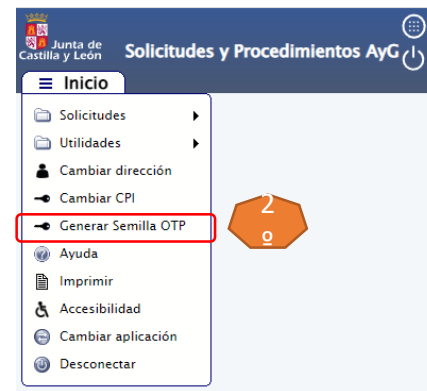 Junta de
Castilla y León
Solicitudes y Procedimientos AyG
Inicio
Solicitudes
Utilidades
Cambiar dirección
Cambiar CPI
Generar Semilla OTP
2
º
Ayuda
Imprimir
Accesibilidad
Cambiar aplicación
Desconectar